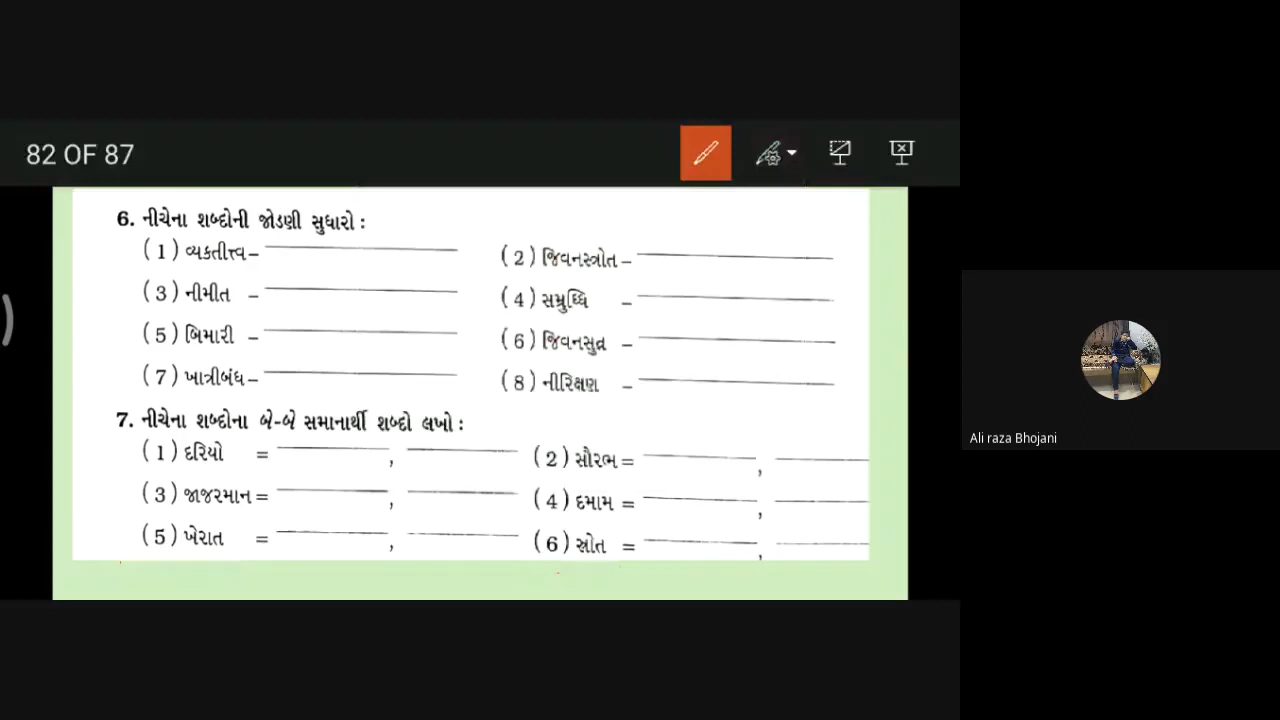 82 OF 87
6. નીચેના શબ્દોની જોડણી સુધારો :
(1) વ્યકતીત્ત્વ – (2) જિવનસ્ત્રોત –
(3) નીમીત – (4) સમ્રુધ્ધિ –
(5) બિમારી – (6) જિવનસુત્ર –
(7) ખાત્રીબંધ – (8) નીરિક્ષણ –
7. નીચેના શબ્દોના બે-બે સમાનાર્થી શબ્દો લખો :
(1) દરિયો = , (2) સૌરભ = ,
(3) જાજરમાન = , (4) દમામ = ,
(5) ખેરાત = , (6) સ્રોત = ,
Ali raza Bhojani